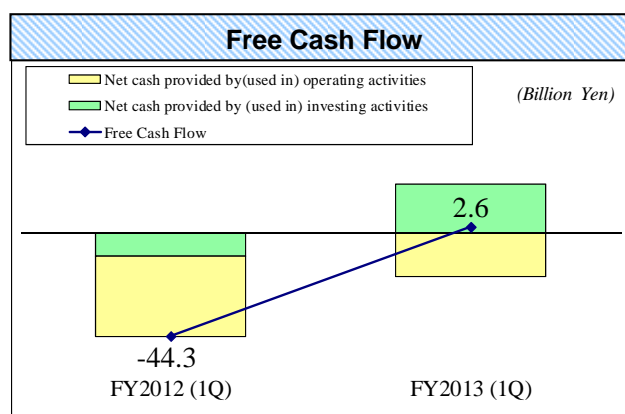 Free Cash Flow
Net cash provided by(used in) operating activities
Net cash provided by (used in) investing activities
Free Cash Flow
(Billion Yen)
2.6
-44.3
FY2012 (1Q)
FY2013 (1Q)